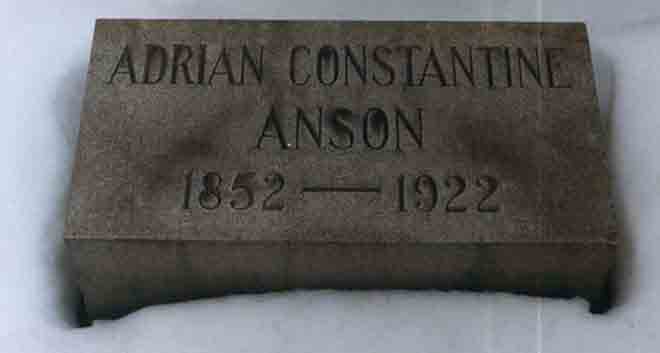 ADRIAN CONSTANTINE
ANSON
1852 — 1922